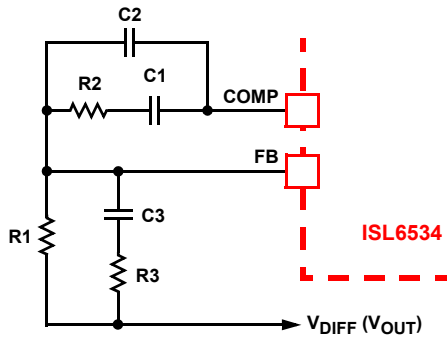 C2
R2
C1
COMP
FB
R1
C3
R3
ISL6534
VDIFF (VOUT)